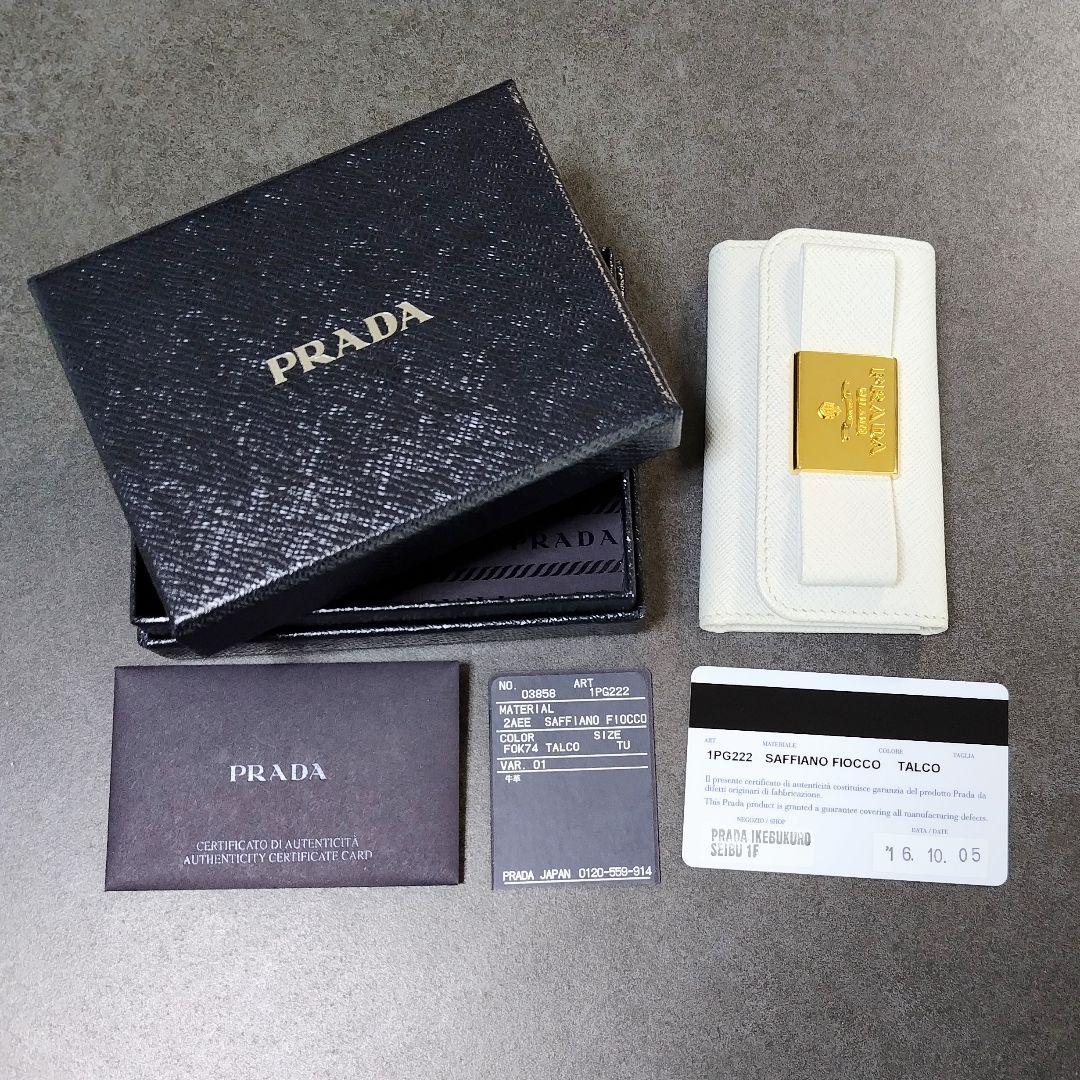 PRADA
PRADA
PRADA
MILANO
PRADA
CERTIFICATO DI AUTENTICITÀ
AUTHENTICITY CERTIFICATE CARD
NO. ART
03858 1PG222
MATERIAL
2AEE SAFFIANO FIOCCO
COLOR SIZE
F0K74 TALCO TU
VAR. 01
牛革
PRADA JAPAN 0120-559-914
ART MATERIALE COLORE TAGLIA
1PG222 SAFFIANO FIOCCO TALCO
Il presente certificato di autenticità costituisce garanzia del prodotto Prada da
difetti originari di fabbricazione.
This Prada product is granted a guarantee covering all manufacturing defects.
NEGOZIO / SHOP
DATA / DATE
PRADA IKEBUKURO
SEIBU 1F
'16. 10. 05